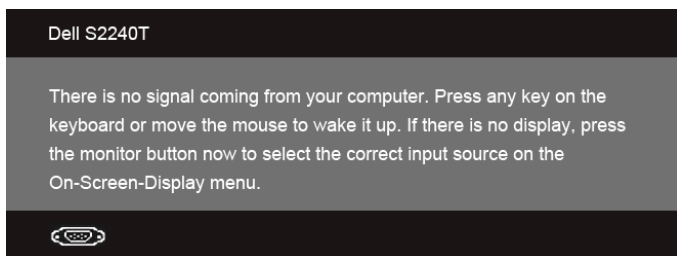 Dell S2240T
There is no signal coming from your computer. Press any key on the
keyboard or move the mouse to wake it up. If there is no display, press
the monitor button now to select the correct input source on the
On-Screen-Display menu.